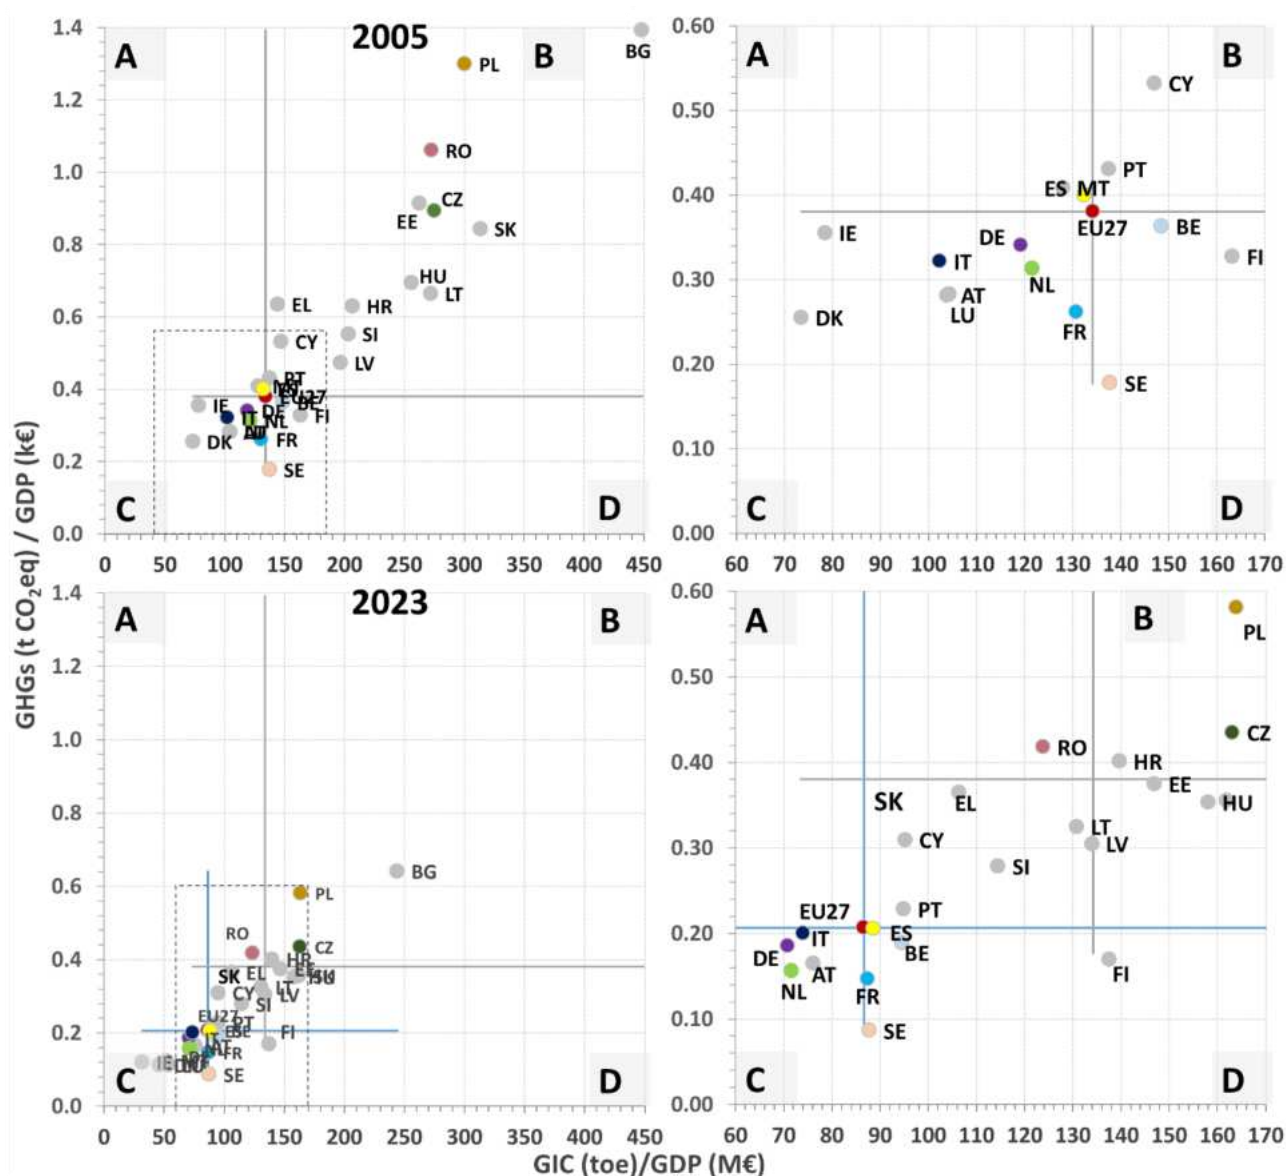 2005
A
B
BG
PL
RO
CZ
EE
SK
HU
LT
EL
HR
SI
CY
LV
PT
EU27
IE
DE
BE
FI
IT
NL
DK
FR
SE
C
D
1.4
1.2
1.0
0.8
0.6
0.4
0.2
0.0
0 50 100 150 200 250 300 350 400 450
A
B
CY
PT
ES MT
EU27
IE
DE
BE
IT
FI
NL
AT
LU
DK
FR
SE
C
D
0.60
0.50
0.40
0.30
0.20
0.10
0.00
60 70 80 90 100 110 120 130 140 150 160 170
GHGs (t CO2eq) / GDP (k€)
2023
A
B
BG
PL
RO
CZ
HR
SK
EL
CY
LT
LV
SI
EU27
PT
FI
IT
AT
FR
IE
SE
C
D
1.4
1.2
1.0
0.8
0.6
0.4
0.2
0.0
0 50 100 150 200 250 300 350 400 450
A
B
PL
CZ
RO
HR
EE
SK
EL
HU
CY
LT
LV
SI
EU27
PT
IT
ES
DE
BE
AT
FI
NL
FR
SE
C
D
0.60
0.50
0.40
0.30
0.20
0.10
0.00
60 70 80 90 100 110 120 130 140 150 160 170
GIC (toe)/GDP (M€)